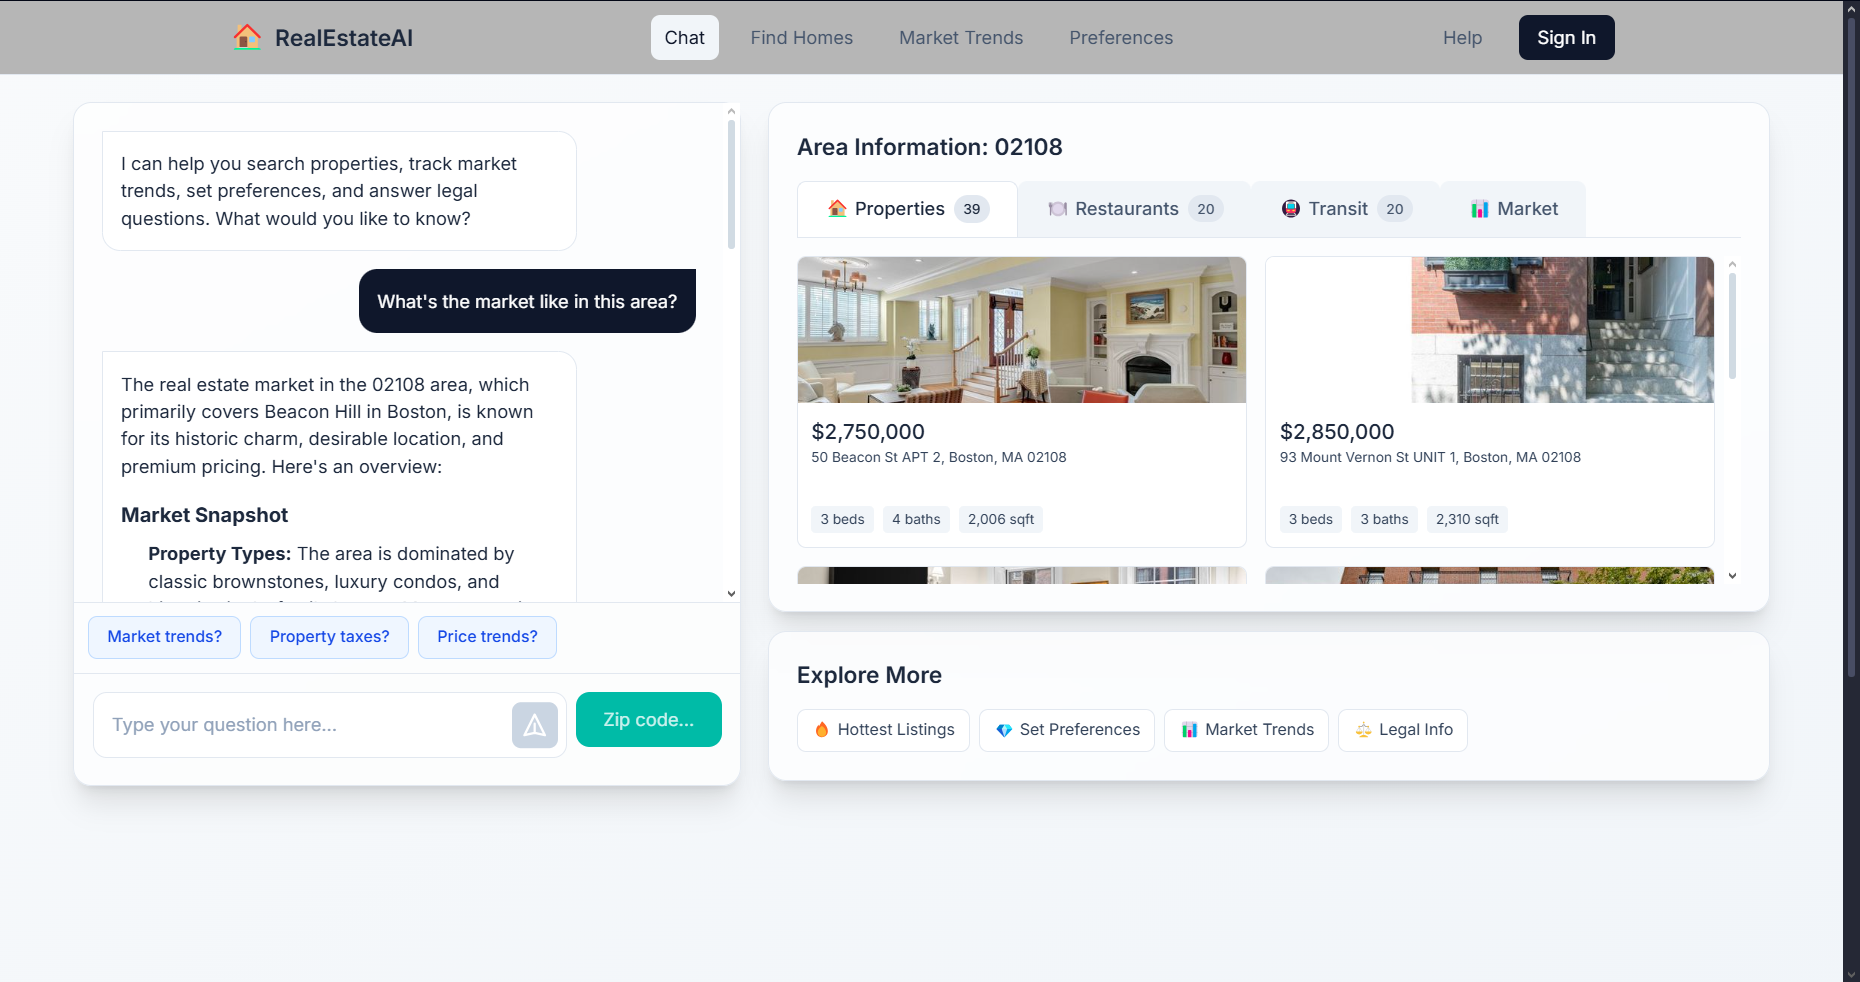 RealEstateAI
Chat
Find Homes
Market Trends
Preferences
Help
Sign In
I can help you search properties, track market
trends, set preferences, and answer legal
questions. What would you like to know?
What's the market like in this area?
The real estate market in the 02108 area, which
primarily covers Beacon Hill in Boston, is known
for its historic charm, desirable location, and
premium pricing. Here's an overview:
Market Snapshot
Property Types: The area is dominated by
classic brownstones, luxury condos, and
Market trends?
Property taxes?
Price trends?
Type your question here...
Zip code...
Area Information: 02108
Properties 39
Restaurants 20
Transit 20
Market
$2,750,000
50 Beacon St APT 2, Boston, MA 02108
3 beds
4 baths
2,006 sqft
$2,850,000
93 Mount Vernon St UNIT 1, Boston, MA 02108
3 beds
3 baths
2,310 sqft
Explore More
Hottest Listings
Set Preferences
Market Trends
Legal Info